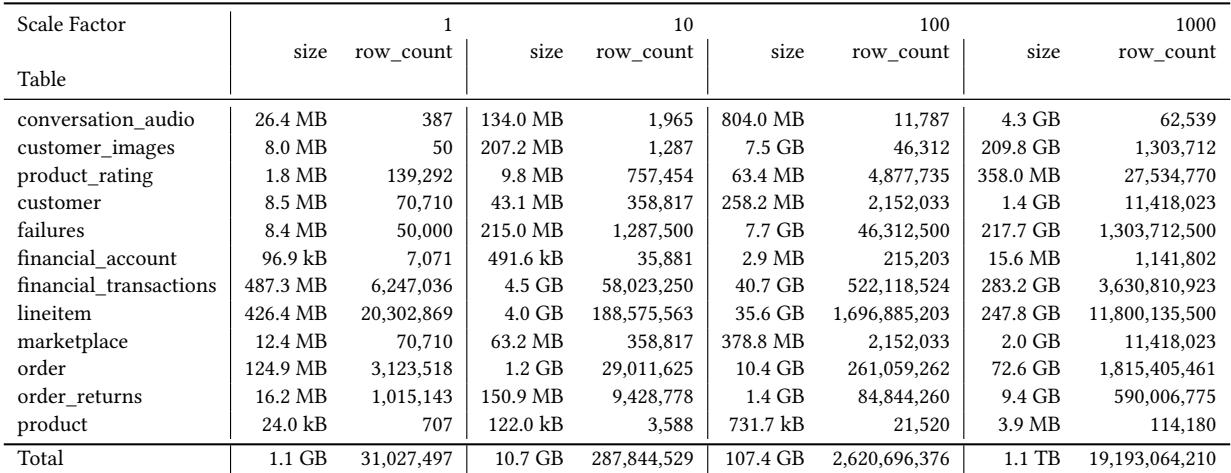 Scale Factor 1 10 100 1000
size row_count size row_count size row_count size row_count
Table
conversation_audio 26.4 MB 387 134.0 MB 1,965 804.0 MB 11,787 4.3 GB 62,539
customer_images 8.0 MB 50 207.2 MB 1,287 7.5 GB 46,312 209.8 GB 1,303,712
product_rating 1.8 MB 139,292 9.8 MB 757,454 63.4 MB 4,877,735 358.0 MB 27,534,770
customer 8.5 MB 70,710 43.1 MB 358,817 258.2 MB 2,152,033 1.4 GB 11,418,023
failures 8.4 MB 50,000 215.0 MB 1,287,500 7.7 GB 46,312,500 217.7 GB 1,303,712,500
financial_account 96.9 kB 7,071 491.6 kB 35,881 2.9 MB 215,203 15.6 MB 1,141,802
financial_transactions 487.3 MB 6,247,036 4.5 GB 58,023,250 40.7 GB 522,118,524 283.2 GB 3,630,810,923
lineitem 426.4 MB 20,302,869 4.0 GB 188,575,563 35.6 GB 1,696,885,203 247.8 GB 11,800,135,500
marketplace 12.4 MB 70,710 63.2 MB 358,817 378.8 MB 2,152,033 2.0 GB 11,418,023
order 124.9 MB 3,123,518 1.2 GB 29,011,625 10.4 GB 261,059,262 72.6 GB 1,815,405,461
order_returns 16.2 MB 1,015,143 150.9 MB 9,428,778 1.4 GB 84,844,260 9.4 GB 590,006,775
product 24.0 kB 707 122.0 kB 3,588 731.7 kB 21,520 3.9 MB 114,180
Total 1.1 GB 31,027,497 10.7 GB 287,844,529 107.4 GB 2,620,696,376 1.1 TB 19,193,064,210